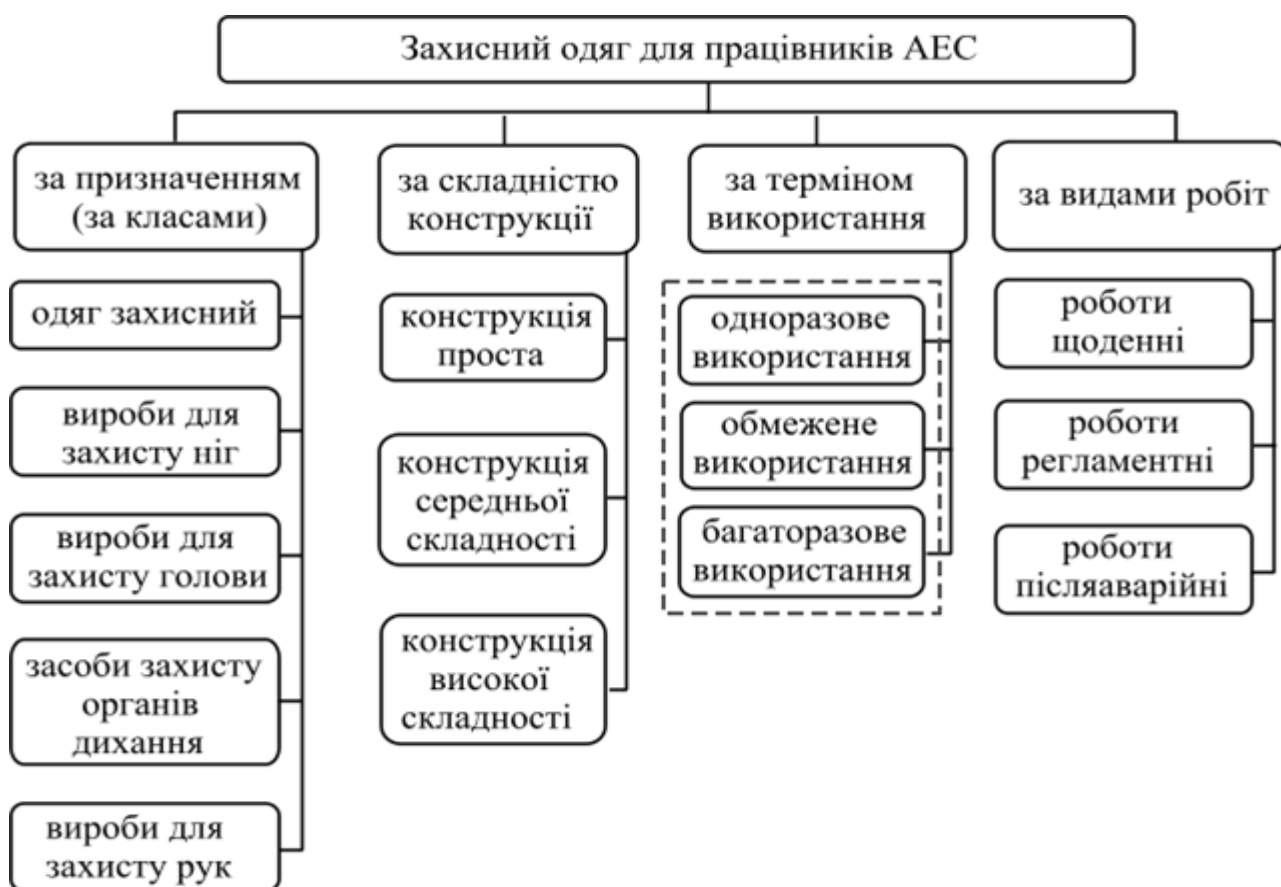 Захисний одяг для працівників АЕС
за призначенням
(за класами)
одяг захисний
вироби для
захисту ніг
вироби для
захисту голови
засоби захисту
органів
дихання
вироби для
захисту рук
за складністю
конструкції
конструкція
проста
конструкція
середньої
складності
конструкція
високої
складності
за терміном
використання
одноразове
використання
обмежене
використання
багаторазове
використання
за видами робіт
роботи
щоденні
роботи
регламентні
роботи
післяаварійні